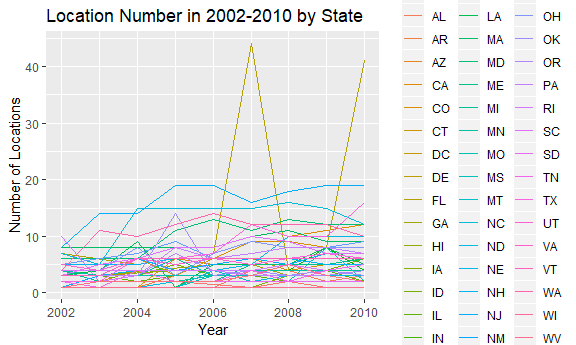 Location Number in 2002-2010 by State
Number of Locations
40
30
20
10
0
2002
2004
2006
2008
2010
Year
AL
AR
AZ
CA
CO
CT
DC
DE
FL
GA
HI
IA
ID
IL
IN
LA
MA
MD
ME
MI
MN
MO
MS
MT
NC
ND
NE
NH
NJ
NM
OH
OK
OR
PA
RI
SC
SD
TN
TX
UT
VA
VT
WA
WI
WV